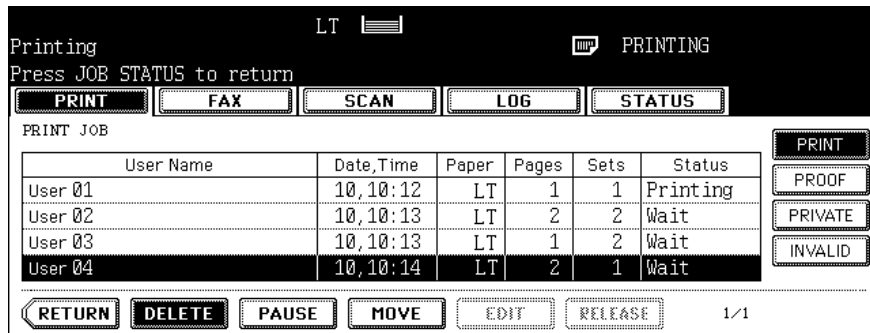 LT
Printing PRINTING
Press JOB STATUS to return
PRINT FAX SCAN LOG STATUS
PRINT JOB
PRINT
User Name Date,Time Paper Pages Sets Status
User 01 10,10:12 LT 1 1 Printing
PROOF
User 02 10,10:13 LT 2 2 Wait
PRIVATE
User 03 10,10:13 LT 1 2 Wait
INVALID
User 04 10,10:14 LT 2 1 Wait
RETURN DELETE PAUSE MOVE EDIT RELEASE 1/1